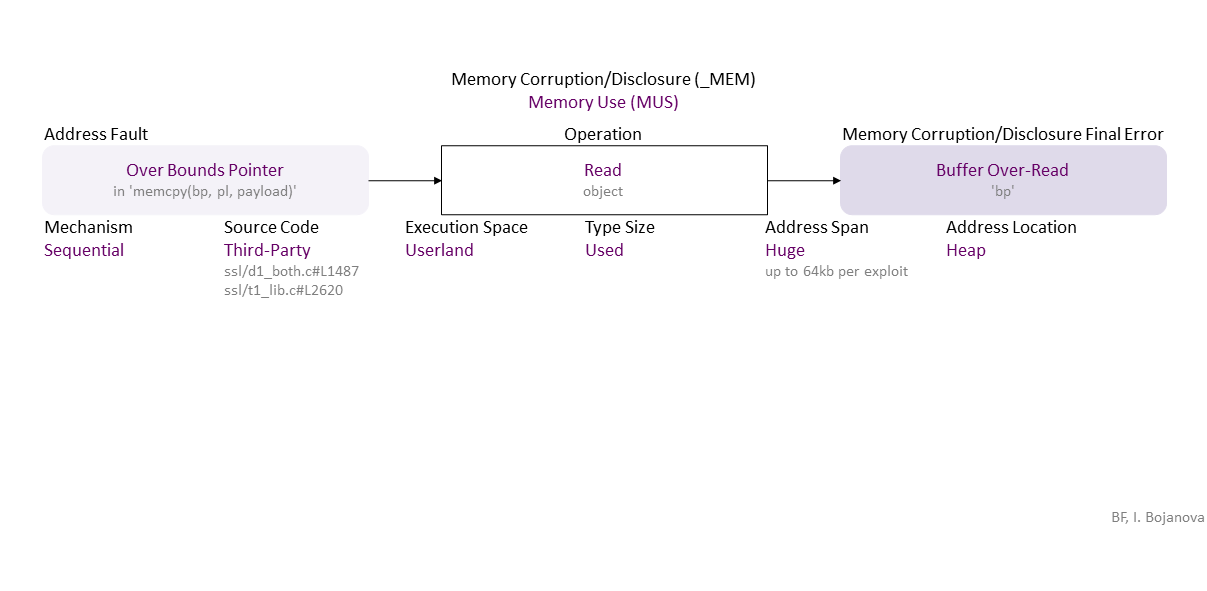 Memory Corruption/Disclosure (_MEM)
Memory Use (MUS)
Address Fault
Operation
Memory Corruption/Disclosure Final Error
Over Bounds Pointer
in 'memcpy(bp, pl, payload)'
Read
object
Buffer Over-Read
'bp'
Mechanism
Sequential
Source Code
Third-Party
ssl/d1_both.c#L1487
ssl/t1_lib.c#L2620
Execution Space
Userland
Type Size
Used
Address Span
Huge
up to 64kb per exploit
Address Location
Heap
BF, I. Bojanova